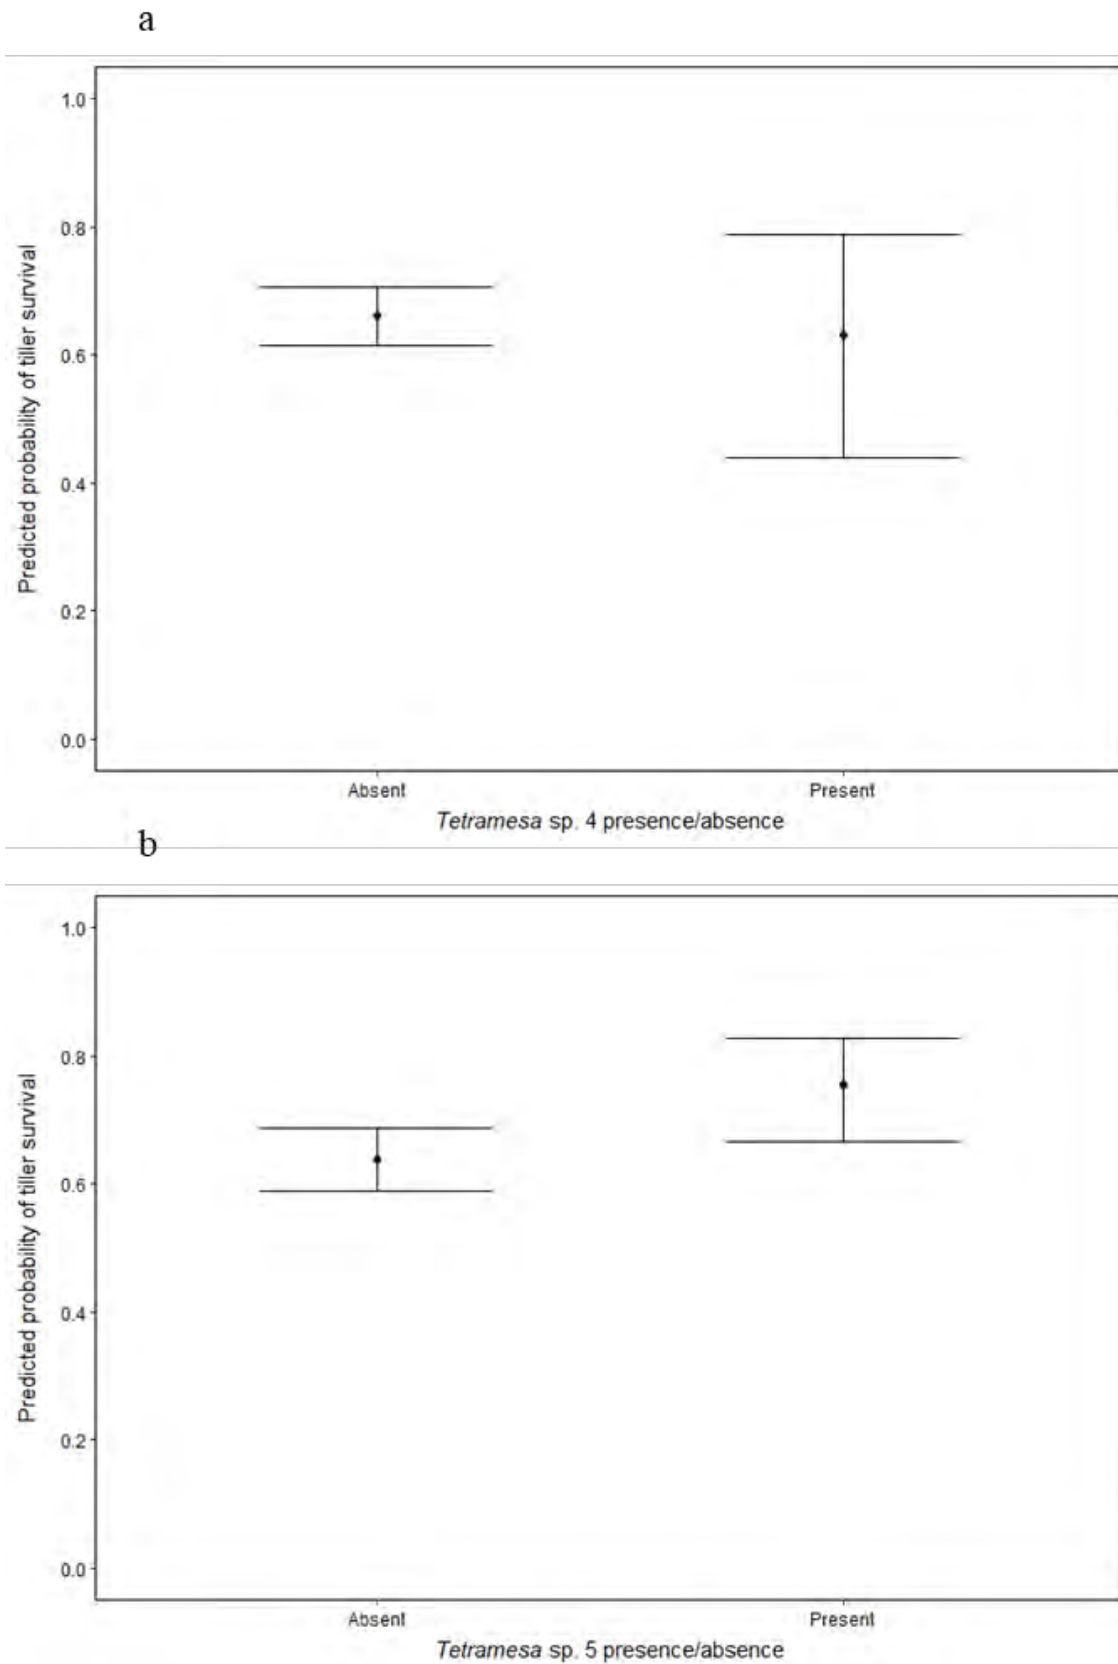 a
Predicted probability of tiller survival
1.0
0.8
0.6
0.4
0.2
0.0
Absent Present
Tetramesa sp. 4 presence/absence
b
Predicted probability of tiller survival
1.0
0.8
0.6
0.4
0.2
0.0
Absent Present
Tetramesa sp. 5 presence/absence